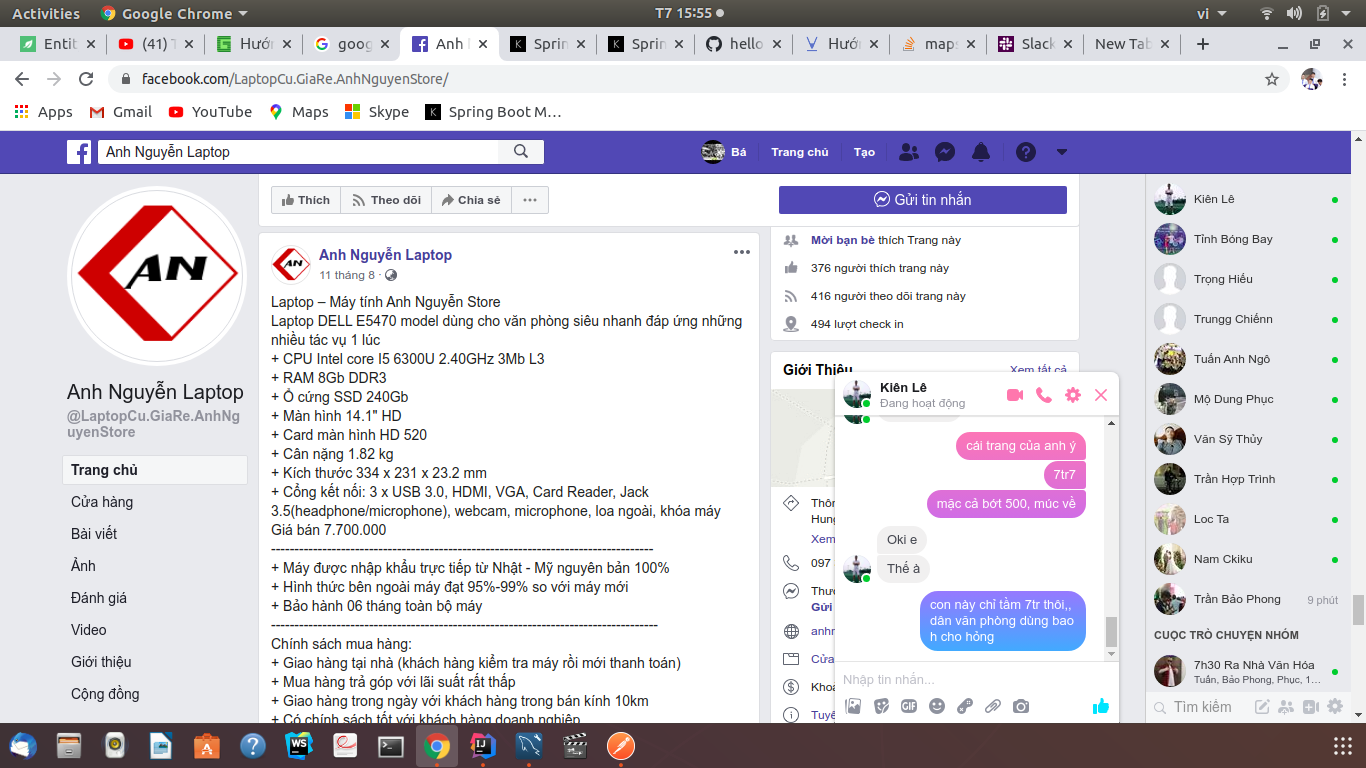 Activities
Google Chrome
T7 15:55
vi
Entit
(41) T
Hướn
goog
Anh N
Sprin
Sprin
hello
Hướn
maps
Slack
New Tab
facebook.com/LaptopCu.GiaRe.AnhNguyenStore/
Apps
Gmail
YouTube
Maps
Skype
Spring Boot M…
Anh Nguyễn Laptop
Bá
Trang chủ
Tạo
AN
Anh Nguyễn Laptop
@LaptopCu.GiaRe.AnhNg
uyenStore
Trang chủ
Cửa hàng
Bài viết
Ảnh
Đánh giá
Video
Giới thiệu
Cộng đồng
Thích
Theo dõi
Chia sẻ
Gửi tin nhắn
AN
Anh Nguyễn Laptop
11 tháng 8 ·
Laptop – Máy tính Anh Nguyễn Store
Laptop DELL E5470 model dùng cho văn phòng siêu nhanh đáp ứng những
nhiều tác vụ 1 lúc
+ CPU Intel core I5 6300U 2.40GHz 3Mb L3
+ RAM 8Gb DDR3
+ Ổ cứng SSD 240Gb
+ Màn hình 14.1" HD
+ Card màn hình HD 520
+ Cân nặng 1.82 kg
+ Kích thước 334 x 231 x 23.2 mm
+ Cổng kết nối: 3 x USB 3.0, HDMI, VGA, Card Reader, Jack
3.5(headphone/microphone), webcam, microphone, loa ngoài, khóa máy
Giá bán 7.700.000
----------------------------------------------------------------------------------
+ Máy được nhập khẩu trực tiếp từ Nhật - Mỹ nguyên bản 100%
+ Hình thức bên ngoài máy đạt 95%-99% so với máy mới
+ Bảo hành 06 tháng toàn bộ máy
-----------------------------------------------------------------------------------
Chính sách mua hàng:
+ Giao hàng tại nhà (khách hàng kiểm tra máy rồi mới thanh toán)
+ Mua hàng trả góp với lãi suất rất thấp
+ Giao hàng trong ngày với khách hàng trong bán kính 10km
+ Có chính sách tốt với khách hàng doanh nghiệp
Mời bạn bè thích Trang này
376 người thích trang này
416 người theo dõi trang này
494 lượt check in
Giới Thiệu
Xem tất cả
Thôn
Hung
Xem
097
Thướ
Gửi
anhn
Cửa
Khoả
Tuyể
Kiên Lê
Đang hoạt động
cái trang của anh ý
7tr7
mặc cả bớt 500, múc về
Oki e
Thế à
con này chỉ tầm 7tr thôi,,
dân văn phòng dùng bao
h cho hỏng
Nhập tin nhắn...
GIF
Kiên Lê
Tỉnh Bóng Bay
Trọng Hiếu
Trungg Chiếnn
Tuấn Anh Ngô
Mộ Dung Phục
Văn Sỹ Thủy
Trần Hợp Trình
Loc Ta
Nam Ckiku
Trần Bảo Phong
9 phút
CUỘC TRÒ CHUYỆN NHÓM
7h30 Ra Nhà Văn Hóa
Tuấn, Bảo Phong, Phục, 1…
Tìm kiếm